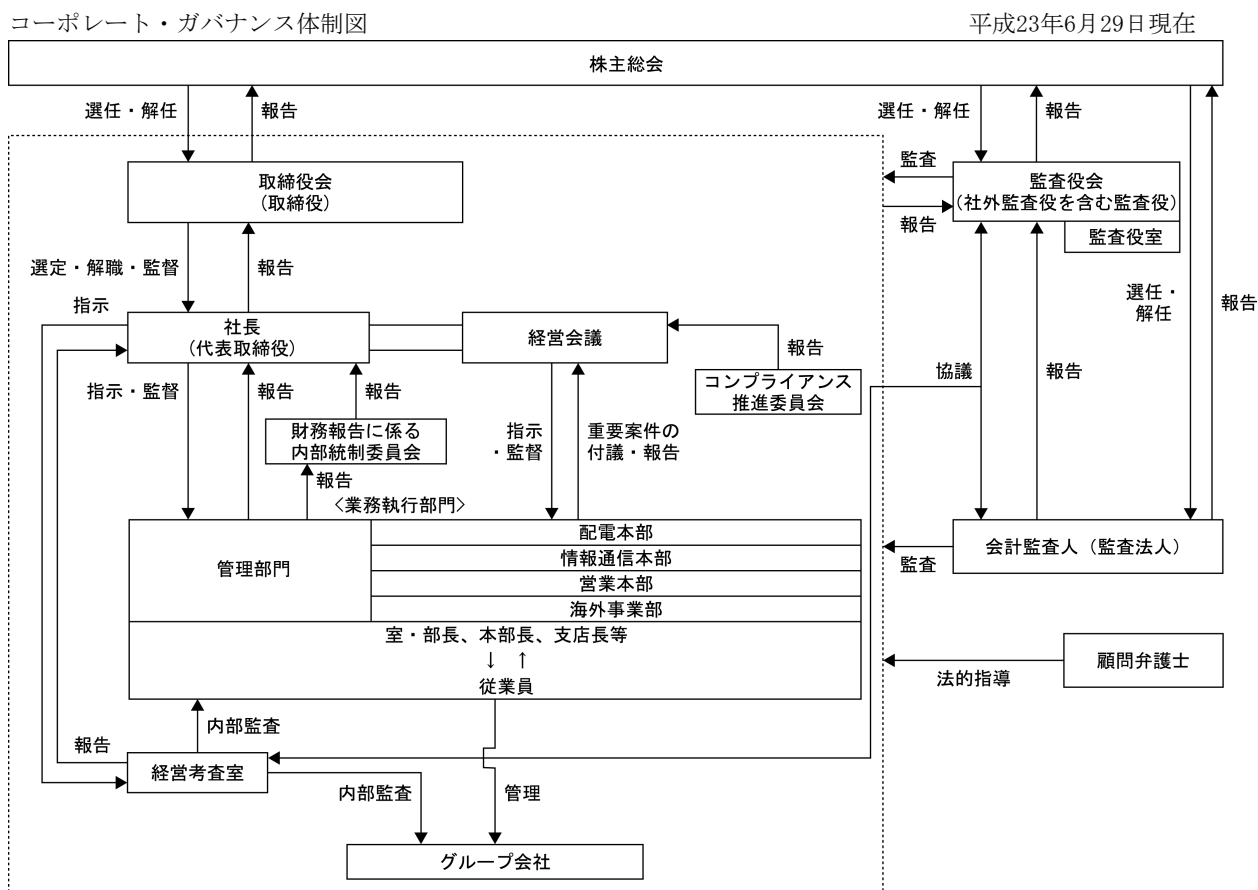 コーポレート・ガバナンス体制図
平成23年6月29日現在
株主総会
選任・解任
報告
選任・解任
報告
監査
取締役会
(取締役)
監査役会
(社外監査役を含む監査役)
報告
監査役室
選定・解職・監督
報告
指示
選任・
解任
報告
社長
(代表取締役)
経営会議
報告
コンプライアンス
推進委員会
協議
報告
指示・監督
報告
報告
財務報告に係る
内部統制委員会
指示
・監督
重要案件の
付議・報告
報告
〈業務執行部門〉
管理部門
配電本部
情報通信本部
営業本部
海外事業部
会計監査人（監査法人）
監査
室・部長、本部長、支店長等
↓ ↑
従業員
顧問弁護士
法的指導
内部監査
報告
経営考査室
内部監査
管理
グループ会社